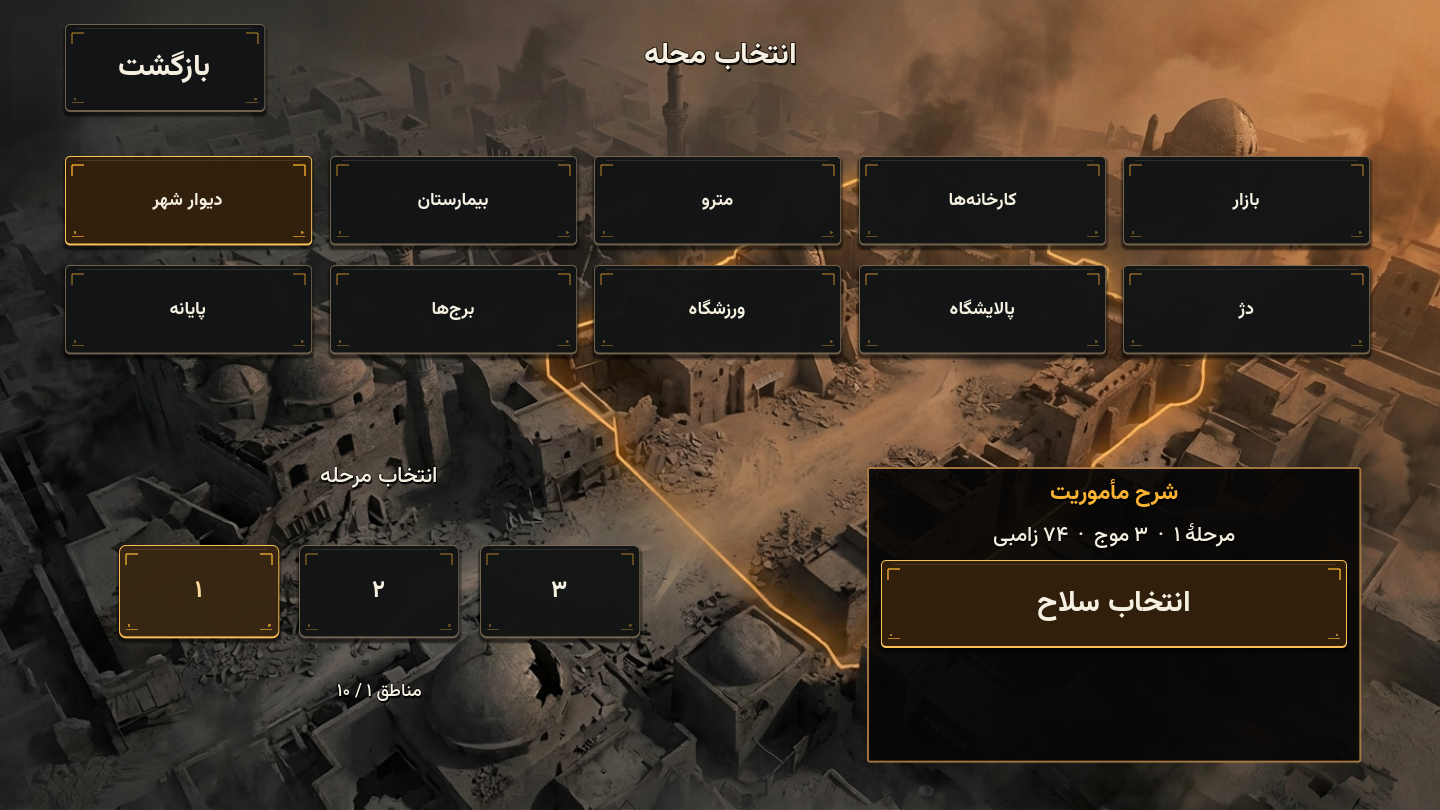 بازگشت
انتخاب محله
دیوار شهر
بیمارستان
مترو
کارخانه‌ها
بازار
پایانه
برج‌ها
ورزشگاه
پالایشگاه
دژ
انتخاب مرحله
۱
۲
۳
مناطق ۱ / ۱۰
شرح مأموریت
مرحلهٔ ۱ · ۳ موج · ۷۴ زامبی
انتخاب سلاح